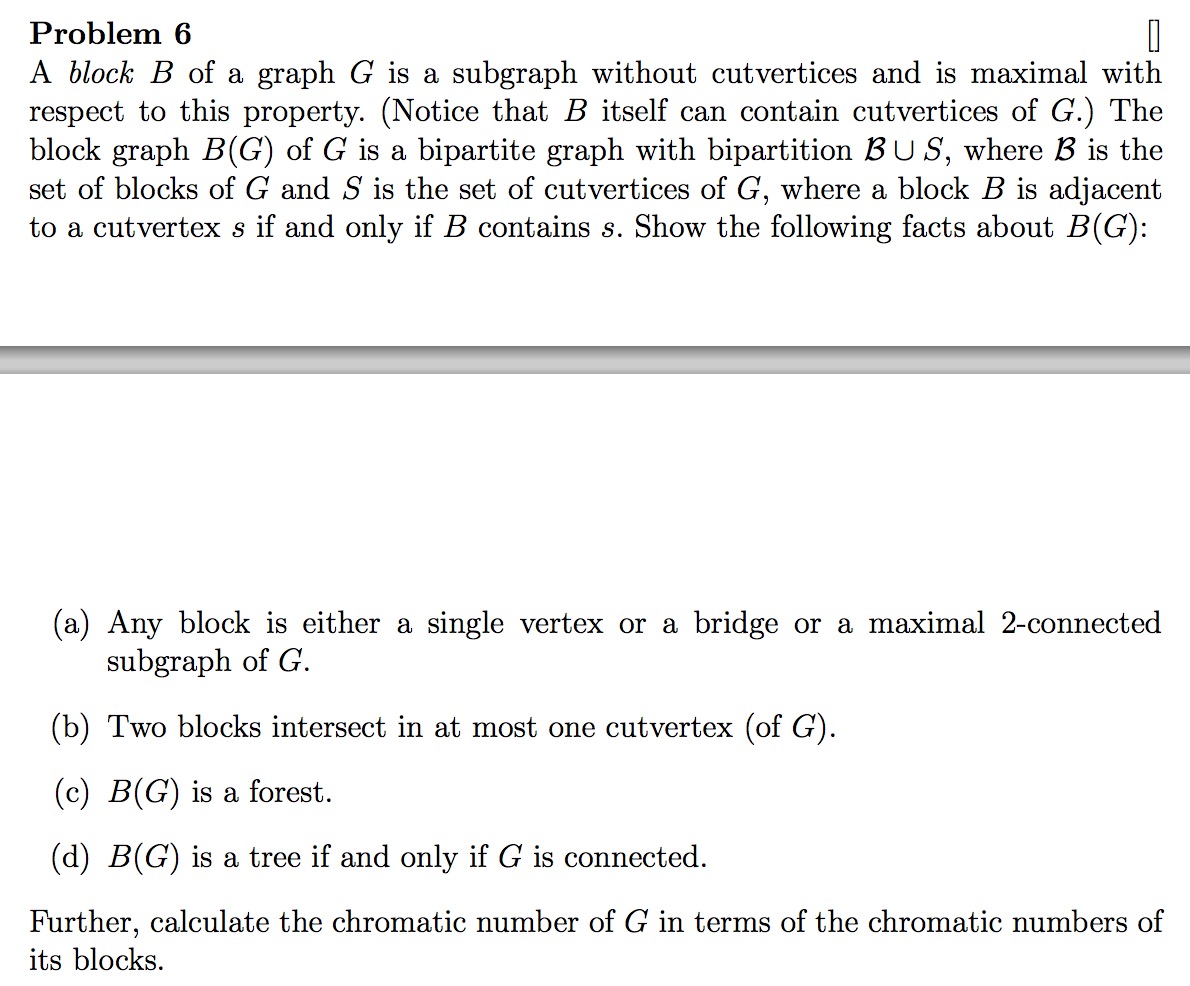 Problem 6
A block B of a graph G is a subgraph without cutvertices and is maximal with
respect to this property. (Notice that B itself can contain cutvertices of G.) The
block graph B(G) of G is a bipartite graph with bipartition ℬ ∪ S, where ℬ is the
set of blocks of G and S is the set of cutvertices of G, where a block B is adjacent
to a cutvertex s if and only if B contains s. Show the following facts about B(G):
(a) Any block is either a single vertex or a bridge or a maximal 2-connected
subgraph of G.
(b) Two blocks intersect in at most one cutvertex (of G).
(c) B(G) is a forest.
(d) B(G) is a tree if and only if G is connected.
Further, calculate the chromatic number of G in terms of the chromatic numbers of
its blocks.